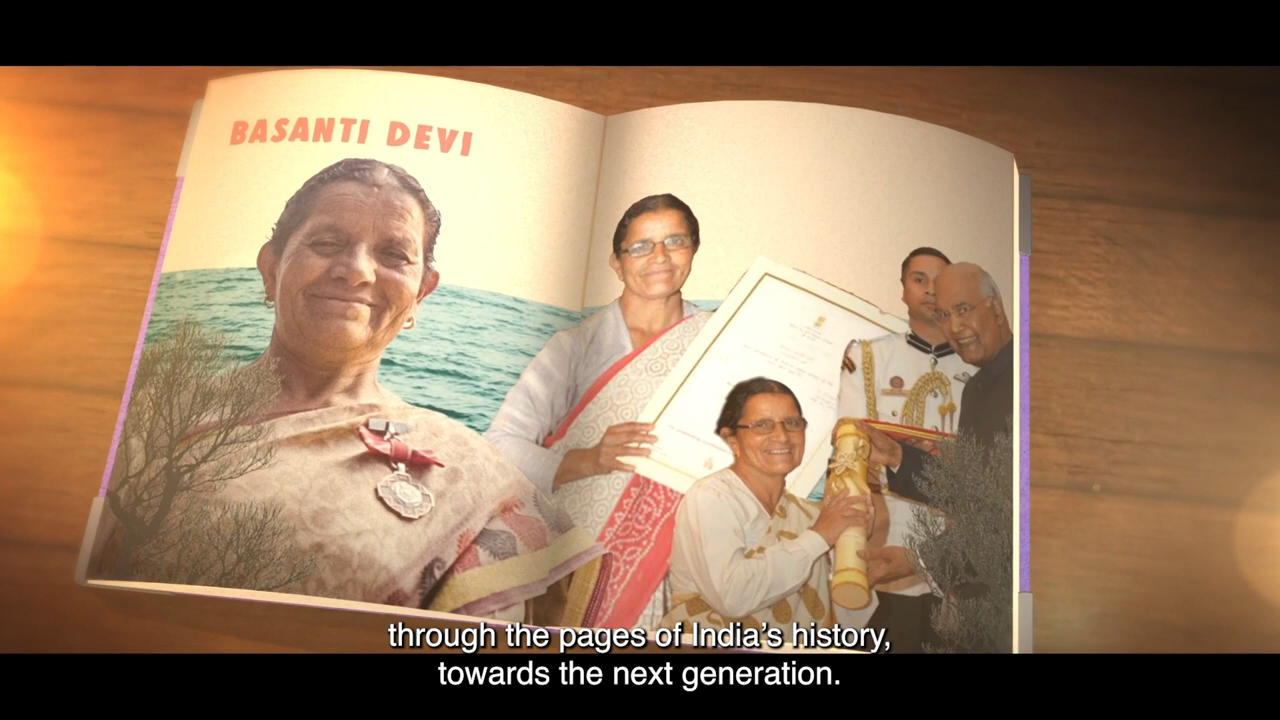 BASANTI DEVI
through the pages of India's history,
towards the next generation.